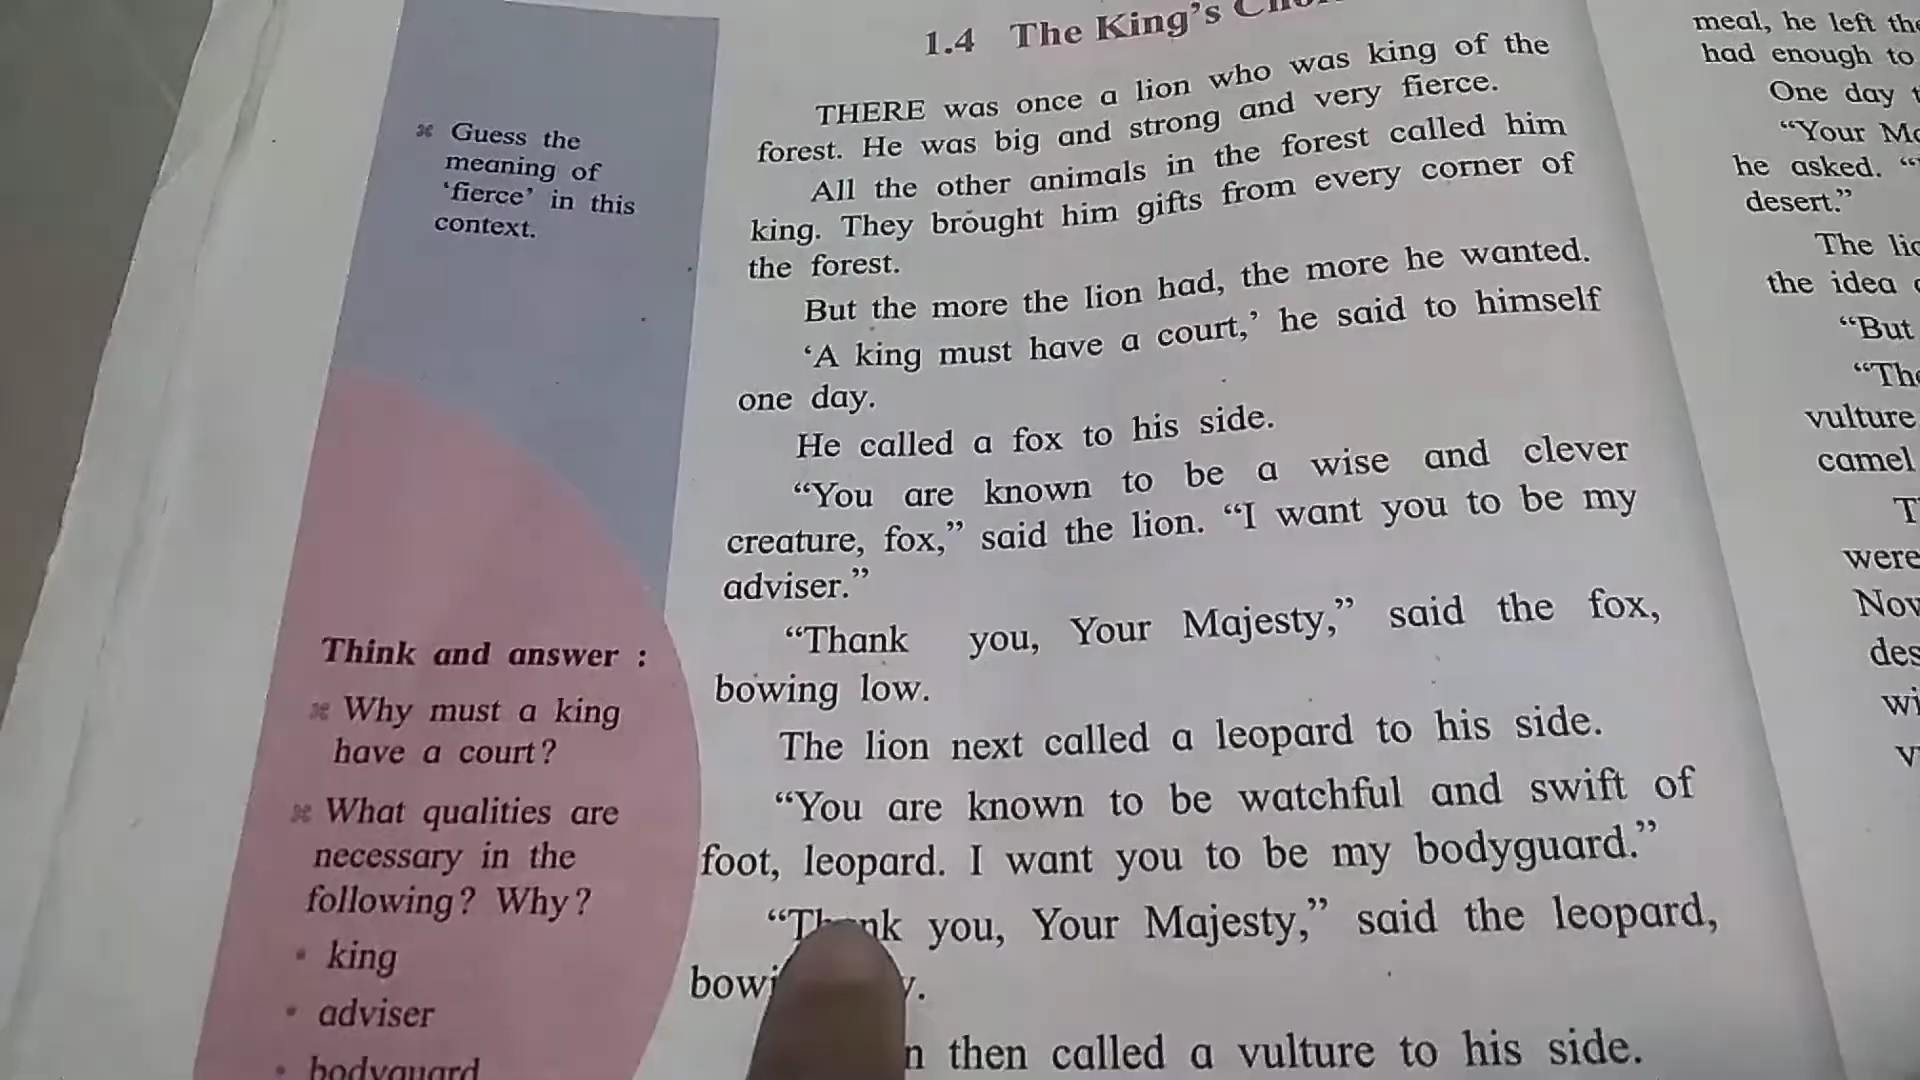 1.4 The King's
THERE was once a lion who was king of the
forest. He was big and strong and very fierce.
All the other animals in the forest called him
king. They brought him gifts from every corner of
the forest.
But the more the lion had, the more he wanted.
‘A king must have a court,’ he said to himself
one day.
He called a fox to his side.
“You are known to be a wise and clever
creature, fox,” said the lion. “I want you to be my
adviser.”
“Thank you, Your Majesty,” said the fox,
bowing low.
The lion next called a leopard to his side.
“You are known to be watchful and swift of
foot, leopard. I want you to be my bodyguard.”
“Thank you, Your Majesty,” said the leopard,
then called a vulture to his side.
Guess the
meaning of
‘fierce’ in this
context.
Think and answer :
Why must a king
have a court?
What qualities are
necessary in the
following? Why?
• king
• adviser
• bodyguard
meal, he left
had enough to
One day
“Your
he asked.
desert.”
The
the idea
“But
vulture
camel
were